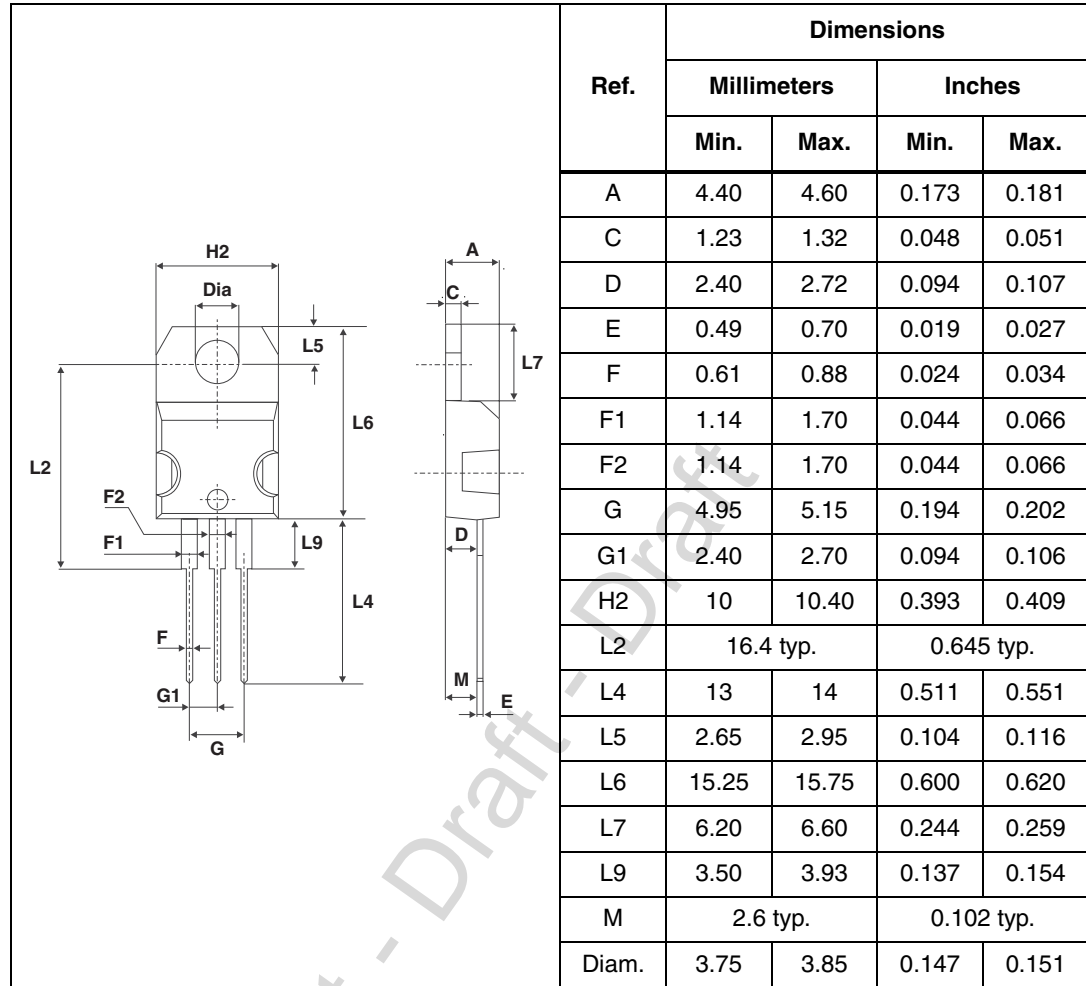 Ref. Dimensions
Millimeters Inches
Min. Max. Min. Max.
A 4.40 4.60 0.173 0.181
C 1.23 1.32 0.048 0.051
D 2.40 2.72 0.094 0.107
E 0.49 0.70 0.019 0.027
F 0.61 0.88 0.024 0.034
F1 1.14 1.70 0.044 0.066
F2 1.14 1.70 0.044 0.066
G 4.95 5.15 0.194 0.202
G1 2.40 2.70 0.094 0.106
H2 10 10.40 0.393 0.409
L2 16.4 typ. 0.645 typ.
L4 13 14 0.511 0.551
L5 2.65 2.95 0.104 0.116
L6 15.25 15.75 0.600 0.620
L7 6.20 6.60 0.244 0.259
L9 3.50 3.93 0.137 0.154
M 2.6 typ. 0.102 typ.
Diam. 3.75 3.85 0.147 0.151
H2
Dia
L5
L6
L2
F2
F1
L9
L4
F
G1
G
A
C
L7
D
M
E
Draft - Draft